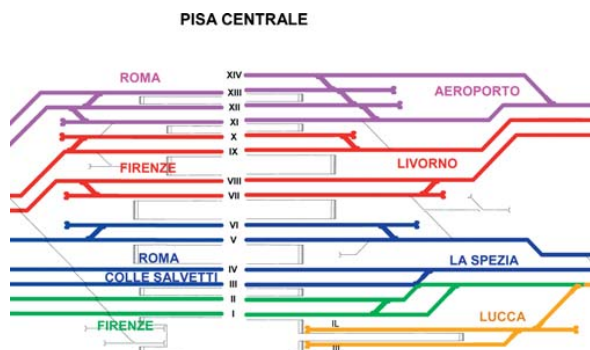 PISA CENTRALE
XIV
ROMA
XIII
AEROPORTO
XII
XI
X
IX
FIRENZE
LIVORNO
VIII
VII
VI
V
ROMA
LA SPEZIA
IV
COLLE SALVETTI
III
II
I
LUCCA
FIRENZE
IL